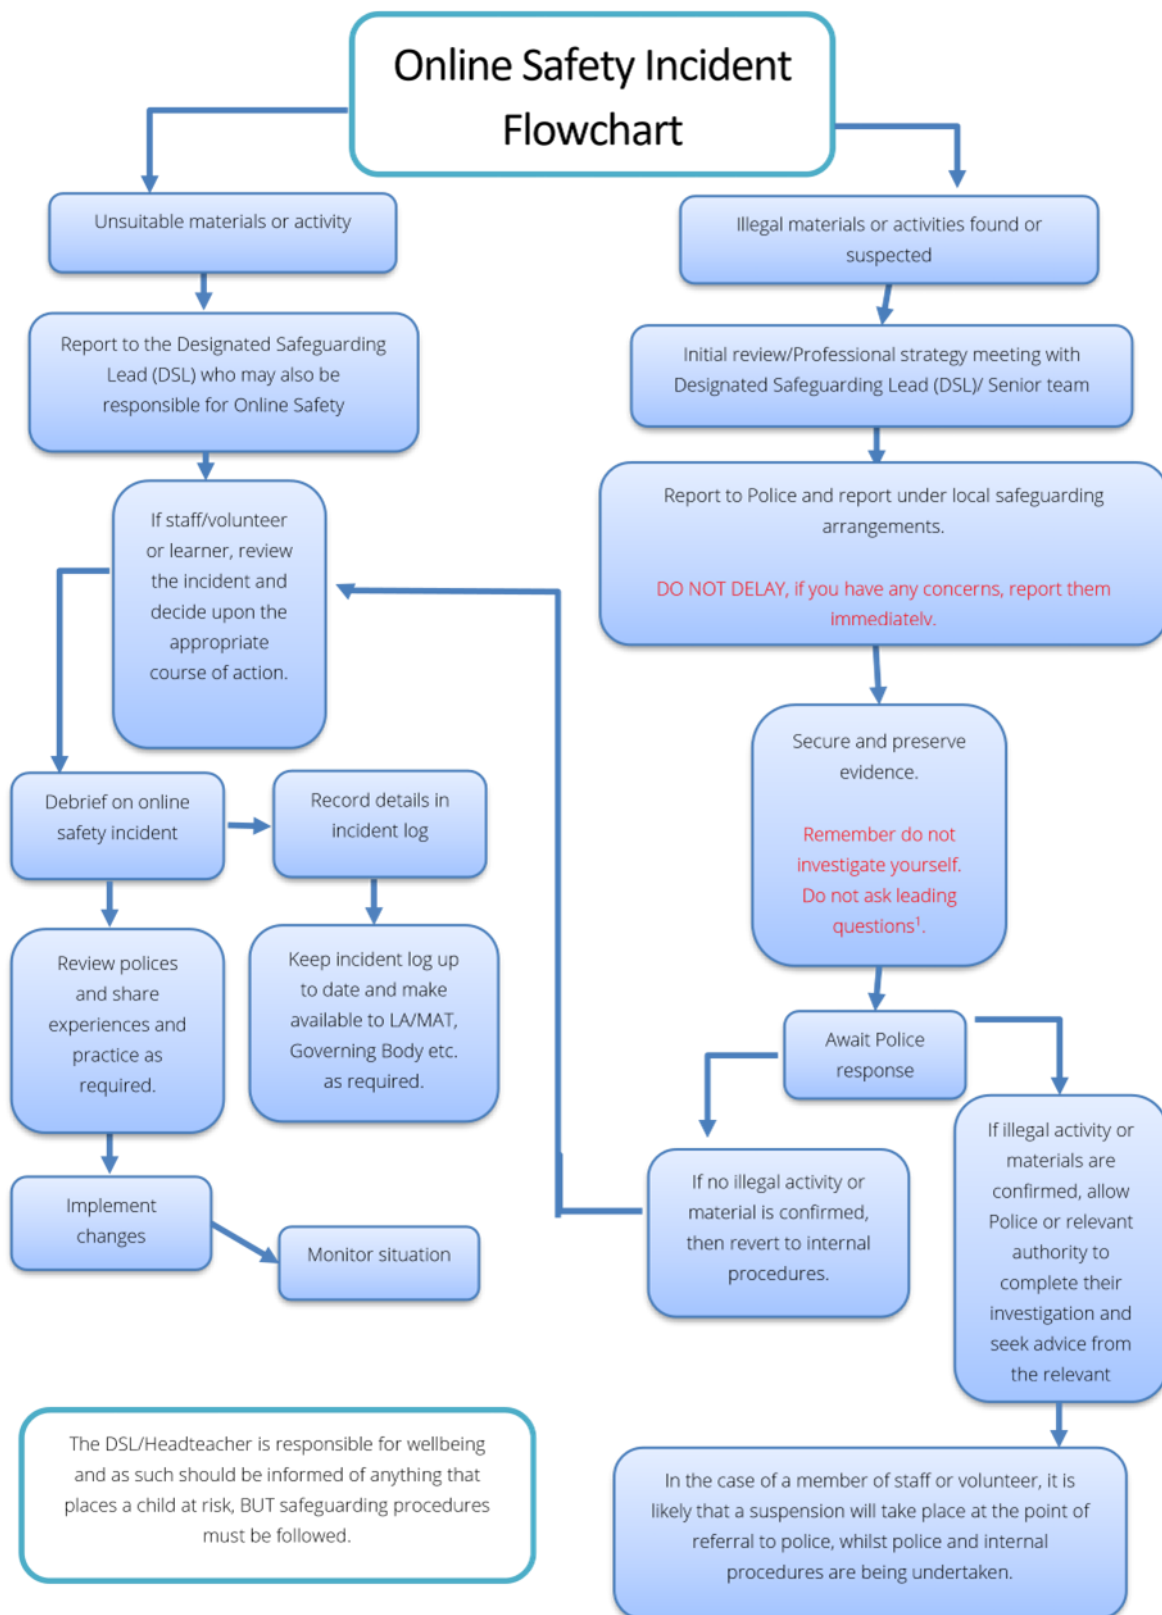 Online Safety Incident
Flowchart
Unsuitable materials or activity
Report to the Designated Safeguarding
Lead (DSL) who may also be
responsible for Online Safety
If staff/volunteer
or learner, review
the incident and
decide upon the
appropriate
course of action.
Debrief on online
safety incident
Record details in
incident log
Review polices
and share
experiences and
practice as
required.
Keep incident log up
to date and make
available to LA/MAT,
Governing Body etc.
as required.
Implement
changes
Monitor situation
Illegal materials or activities found or
suspected
Initial review/Professional strategy meeting with
Designated Safeguarding Lead (DSL)/ Senior team
Report to Police and report under local safeguarding
arrangements.
DO NOT DELAY, if you have any concerns, report them
immediately.
Secure and preserve
evidence.
Remember do not
investigate yourself.
Do not ask leading
questions¹.
Await Police
response
If no illegal activity or
material is confirmed,
then revert to internal
procedures.
If illegal activity or
materials are
confirmed, allow
Police or relevant
authority to
complete their
investigation and
seek advice from
the relevant
In the case of a member of staff or volunteer, it is
likely that a suspension will take place at the point of
referral to police, whilst police and internal
procedures are being undertaken.
The DSL/Headteacher is responsible for wellbeing
and as such should be informed of anything that
places a child at risk, BUT safeguarding procedures
must be followed.